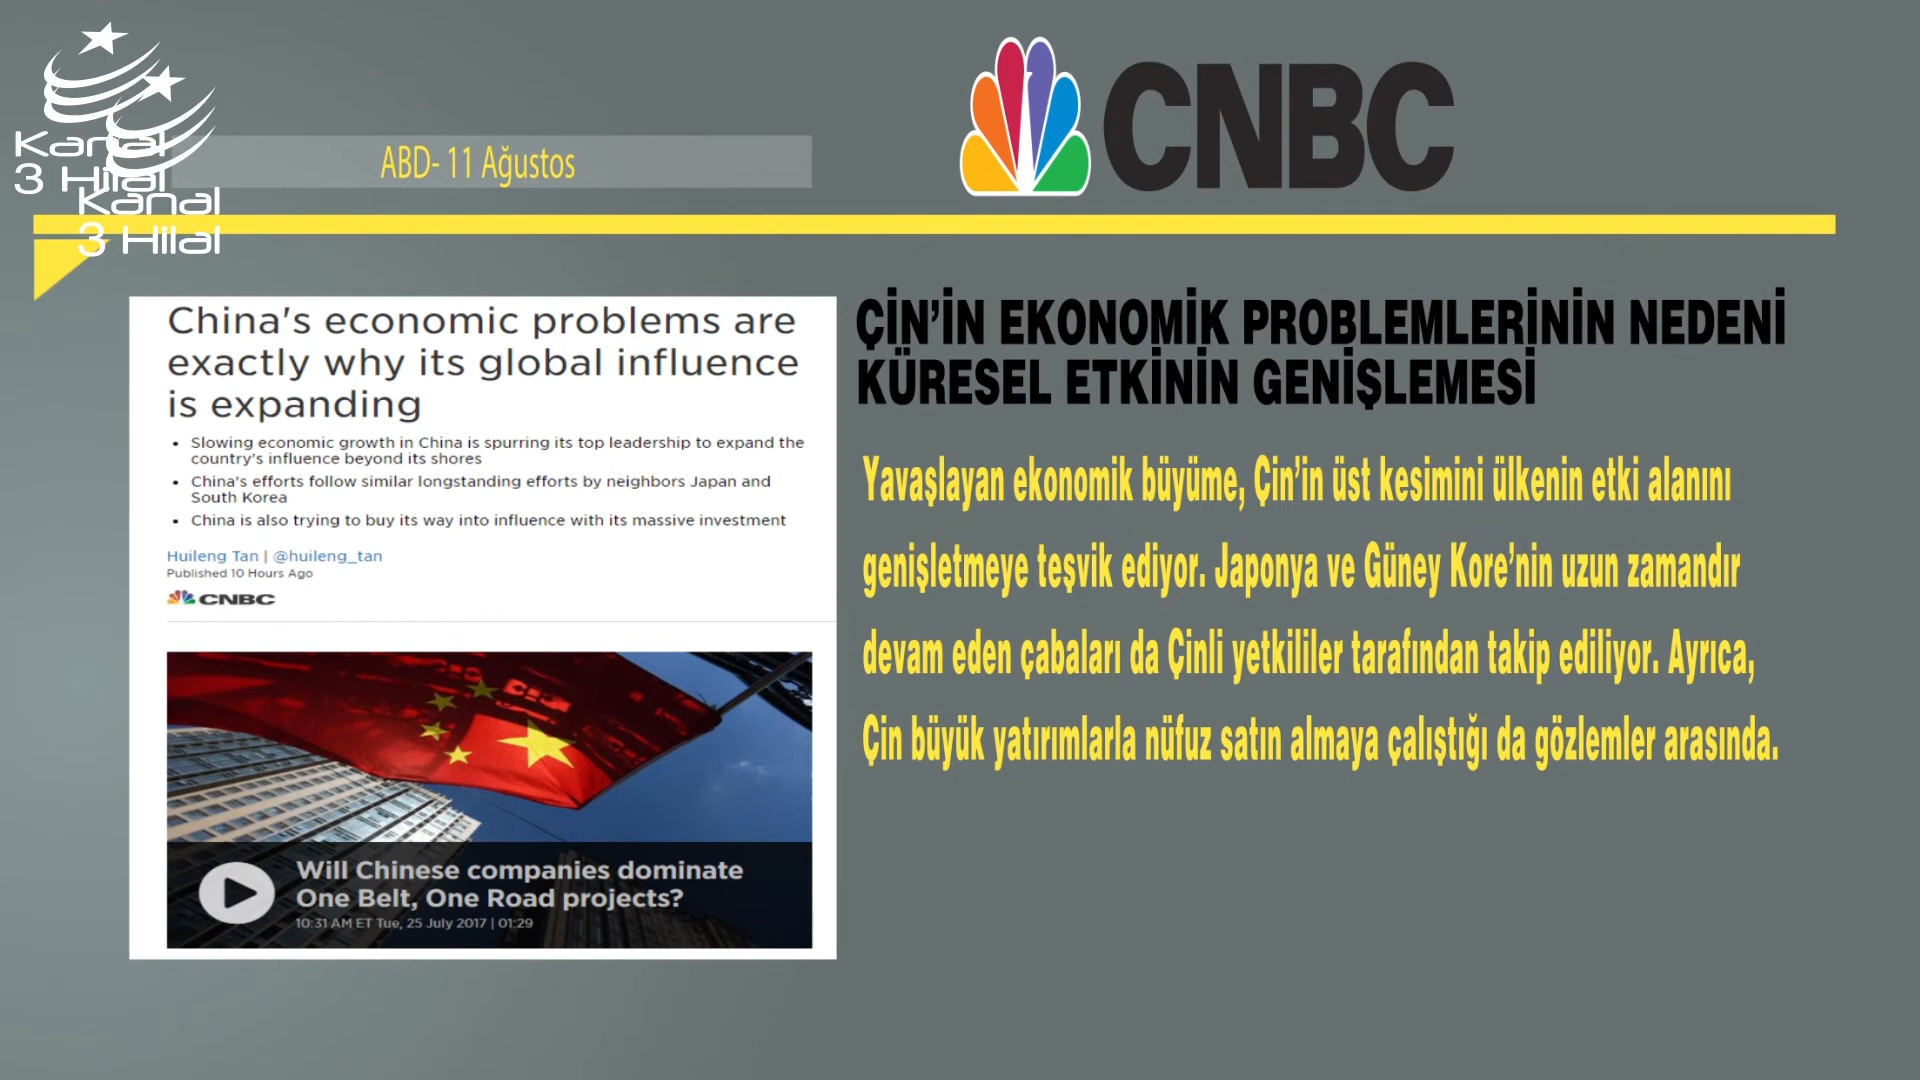 Kanal
3 Hilal
Kanal
3 Hilal
ABD- 11 Ağustos
CNBC
China's economic problems are
exactly why its global influence
is expanding
• Slowing economic growth in China is spurring its top leadership to expand the
country's influence beyond its shores
• China's efforts follow similar longstanding efforts by neighbors Japan and
South Korea
• China is also trying to buy its way into influence with its massive investment
Huileng Tan | @huileng_tan
Published 10 Hours Ago
CNBC
Will Chinese companies dominate
One Belt, One Road projects?
10:31 AM ET Tue, 25 July 2017 | 01:29
ÇİN’İN EKONOMİK PROBLEMLERİNİN NEDENİ
KÜRESEL ETKİNİN GENİŞLEMESİ
Yavaşlayan ekonomik büyüme, Çin’in üst kesimini ülkenin etki alanını
genişletmeye teşvik ediyor. Japonya ve Güney Kore’nin uzun zamandır
devam eden çabaları da Çinli yetkililer tarafından takip ediliyor. Ayrıca,
Çin büyük yatırımlarla nüfuz satın almaya çalıştığı da gözlemler arasında.